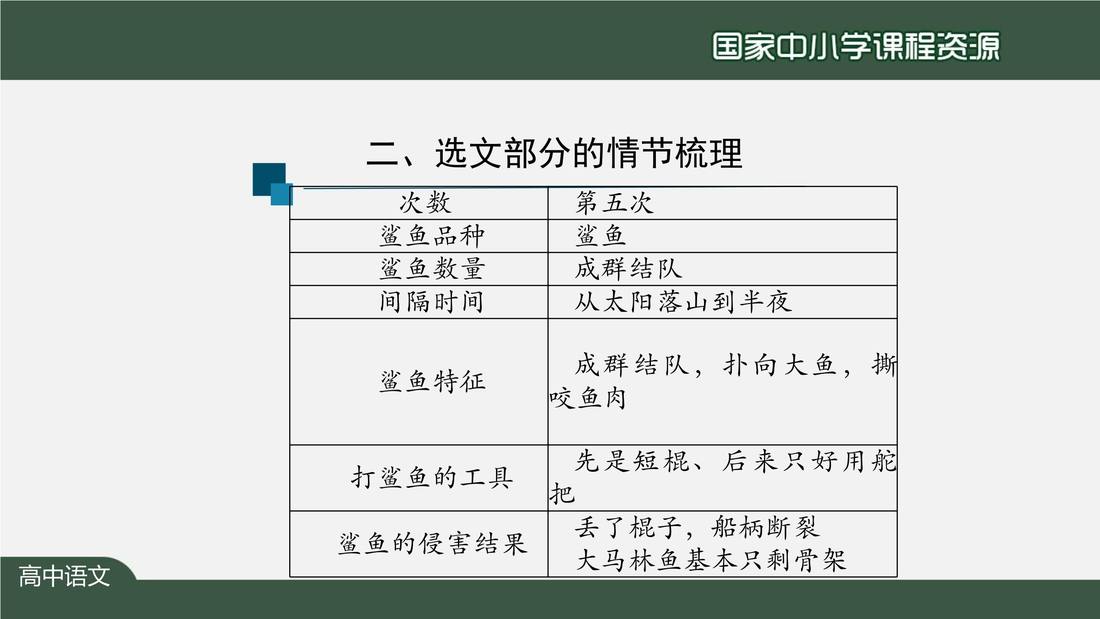 国家中小学课程资源
二、选文部分的情节梳理
次数 第五次
鲨鱼品种 鲨鱼
鲨鱼数量 成群结队
间隔时间 从太阳落山到半夜
鲨鱼特征 成群结队，扑向大鱼，撕
咬鱼肉
打鲨鱼的工具 先是短棍、后来只好用舵
把
鲨鱼的侵害结果 丢了棍子，船柄断裂
大马林鱼基本只剩骨架
高中语文